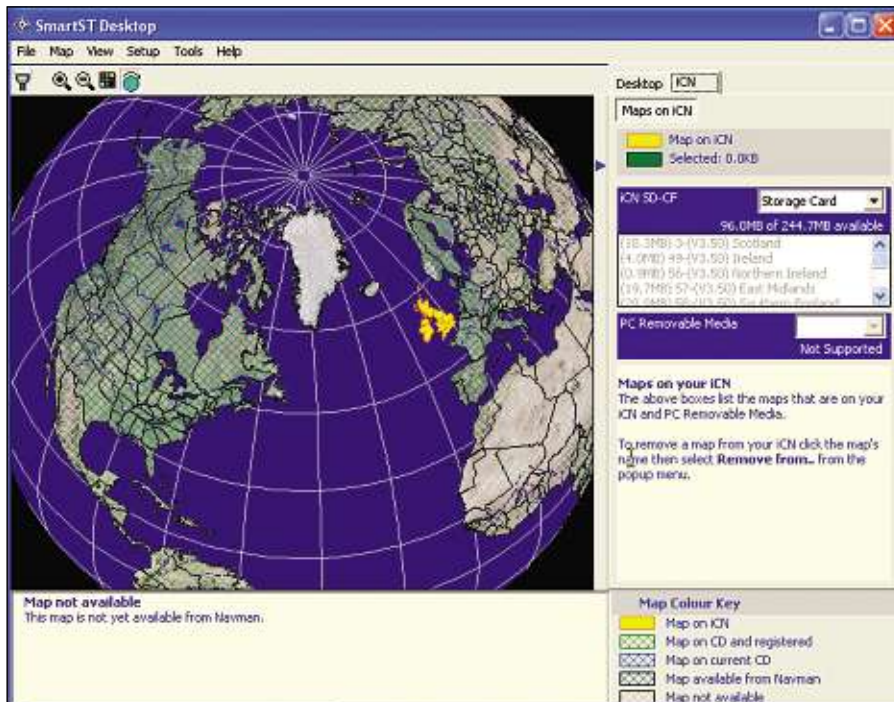 SmartST Desktop
File Map View Setup Tools Help
Desktop iCN
Maps on iCN
Map on iCN
Selected: 0.0KB
iCN SD-CF Storage Card
96.0MB of 244.7MB available
(18.3MB) 3-(V3.50) Scotland
(4.0MB) 49-(V3.50) Ireland
(0.9MB) 56-(V3.50) Northern Ireland
(19.7MB) 57-(V3.50) East Midlands
58-(V3.50) Southern England
PC Removable Media
Not Supported
Maps on your iCN
The above boxes list the maps that are on your
iCN and PC Removable Media.
To remove a map from your iCN click the map's
name then select Remove from... from the
popup menu.
Map not available
This map is not yet available from Navman.
Map Colour Key
Map on iCN
Map on CD and registered
Map on current CD
Map available from Navman
Map not available